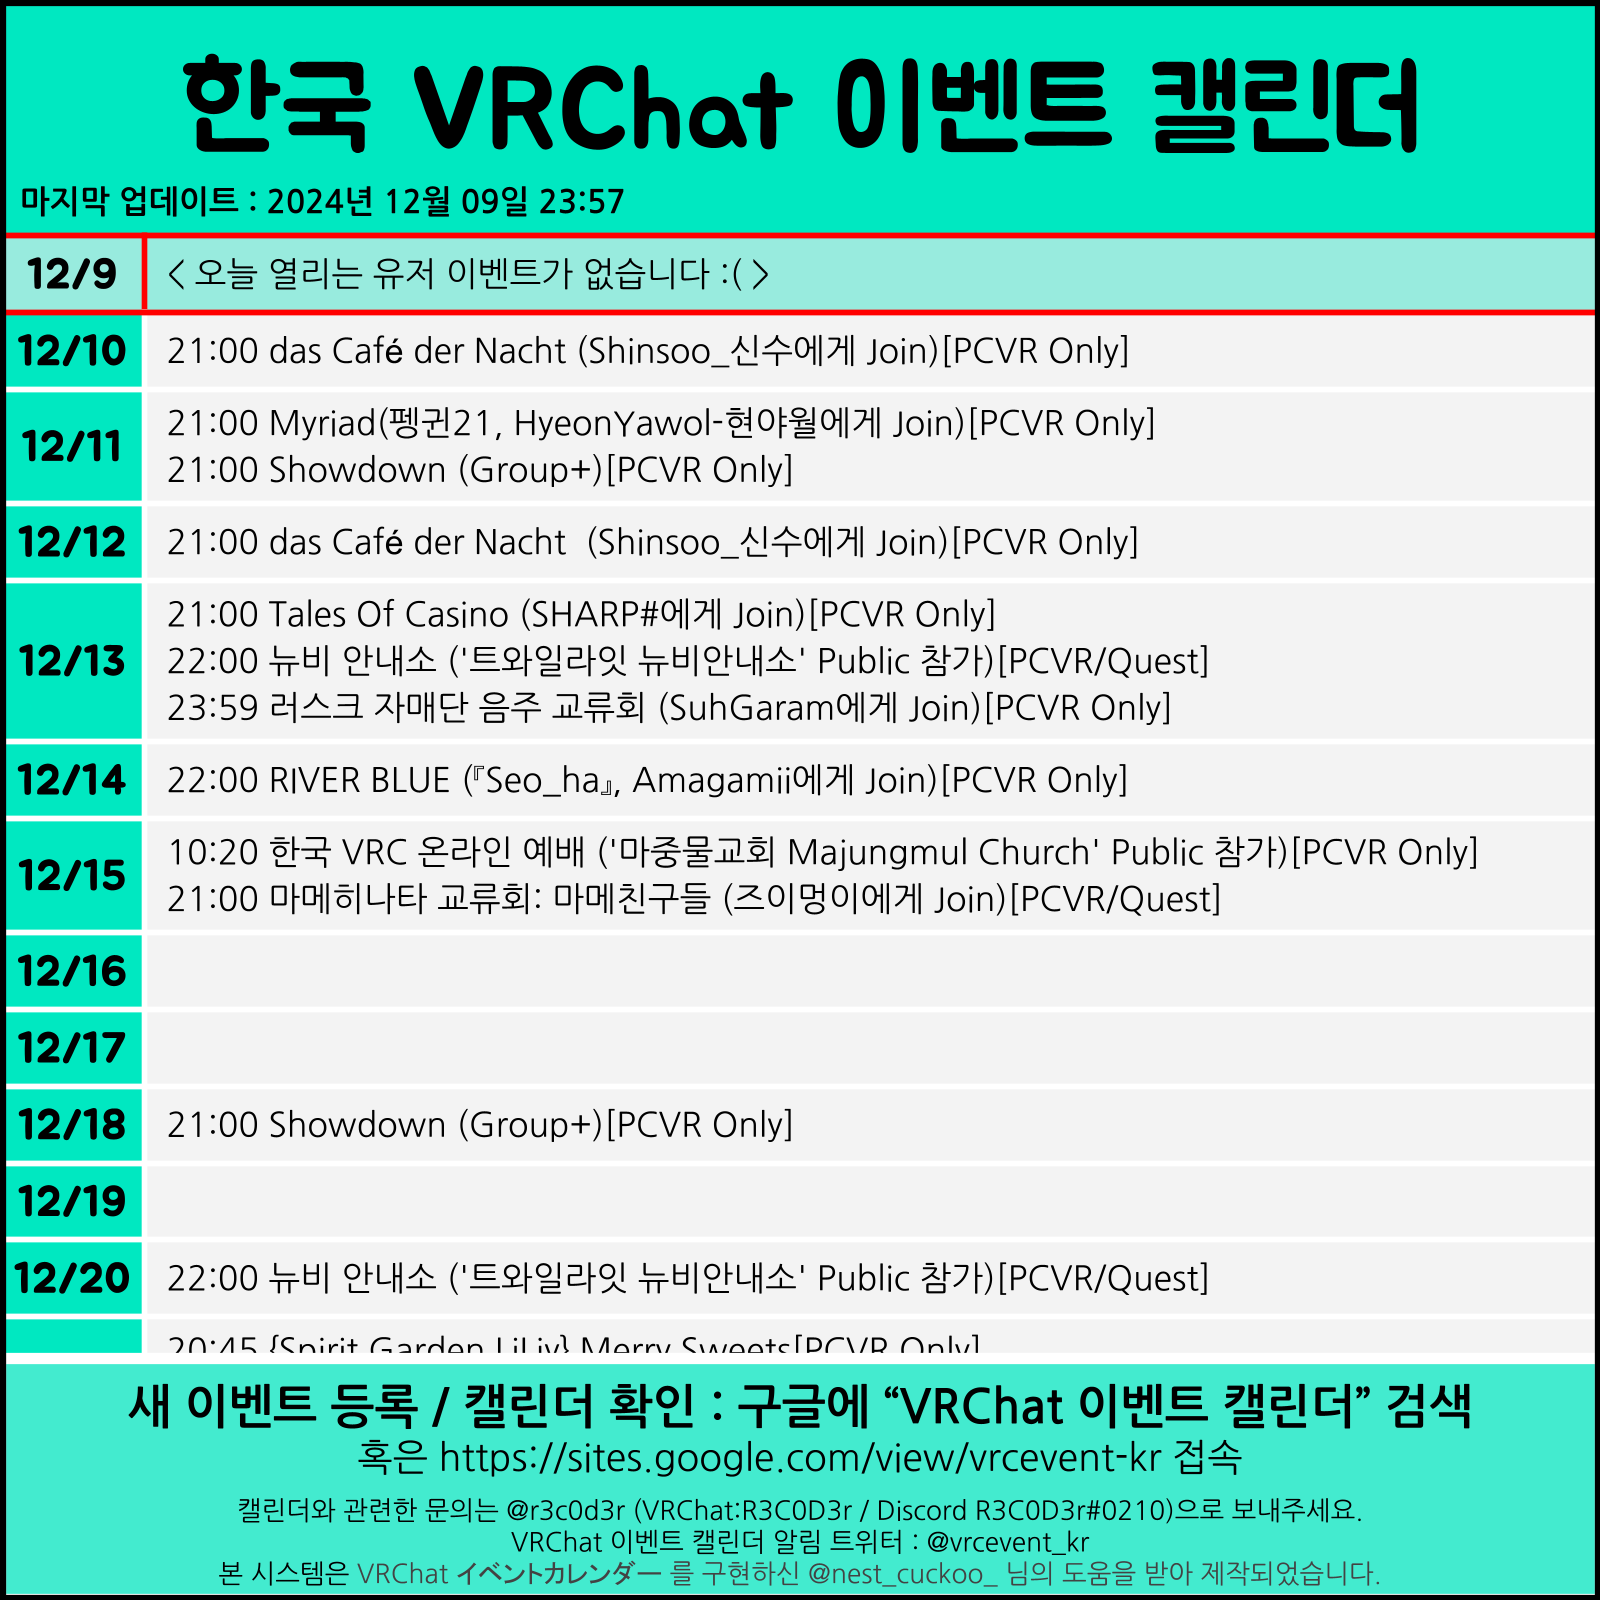 한국 VRChat 이벤트 캘린더
마지막 업데이트 : 2024년 12월 09일 23:57
12/9
< 오늘 열리는 유저 이벤트가 없습니다 :( >
12/10
21:00 das Café der Nacht (Shinsoo_신수에게 Join)[PCVR Only]
12/11
21:00 Myriad(펭귄21, HyeonYawol-현야월에게 Join)[PCVR Only]
21:00 Showdown (Group+)[PCVR Only]
12/12
21:00 das Café der Nacht  (Shinsoo_신수에게 Join)[PCVR Only]
12/13
21:00 Tales Of Casino (SHARP#에게 Join)[PCVR Only]
22:00 뉴비 안내소 ('트와일라잇 뉴비안내소' Public 참가)[PCVR/Quest]
23:59 러스크 자매단 음주 교류회 (SuhGaram에게 Join)[PCVR Only]
12/14
22:00 RIVER BLUE (『Seo_ha』, Amagamii에게 Join)[PCVR Only]
12/15
10:20 한국 VRC 온라인 예배 ('마중물교회 Majungmul Church' Public 참가)[PCVR Only]
21:00 마메히나타 교류회: 마메친구들 (즈이멍이에게 Join)[PCVR/Quest]
12/16
12/17
12/18
21:00 Showdown (Group+)[PCVR Only]
12/19
12/20
22:00 뉴비 안내소 ('트와일라잇 뉴비안내소' Public 참가)[PCVR/Quest]
20:45 {Spirit Garden LiLiv} Merry Sweets[PCVR Only]
새 이벤트 등록 / 캘린더 확인 : 구글에 “VRChat 이벤트 캘린더” 검색
혹은 https://sites.google.com/view/vrcevent-kr 접속
캘린더와 관련한 문의는 @r3c0d3r (VRChat:R3C0D3r / Discord R3C0D3r#0210)으로 보내주세요.
VRChat 이벤트 캘린더 알림 트위터 : @vrcevent_kr
본 시스템은 VRChat イベントカレンダー 를 구현하신 @nest_cuckoo_ 님의 도움을 받아 제작되었습니다.